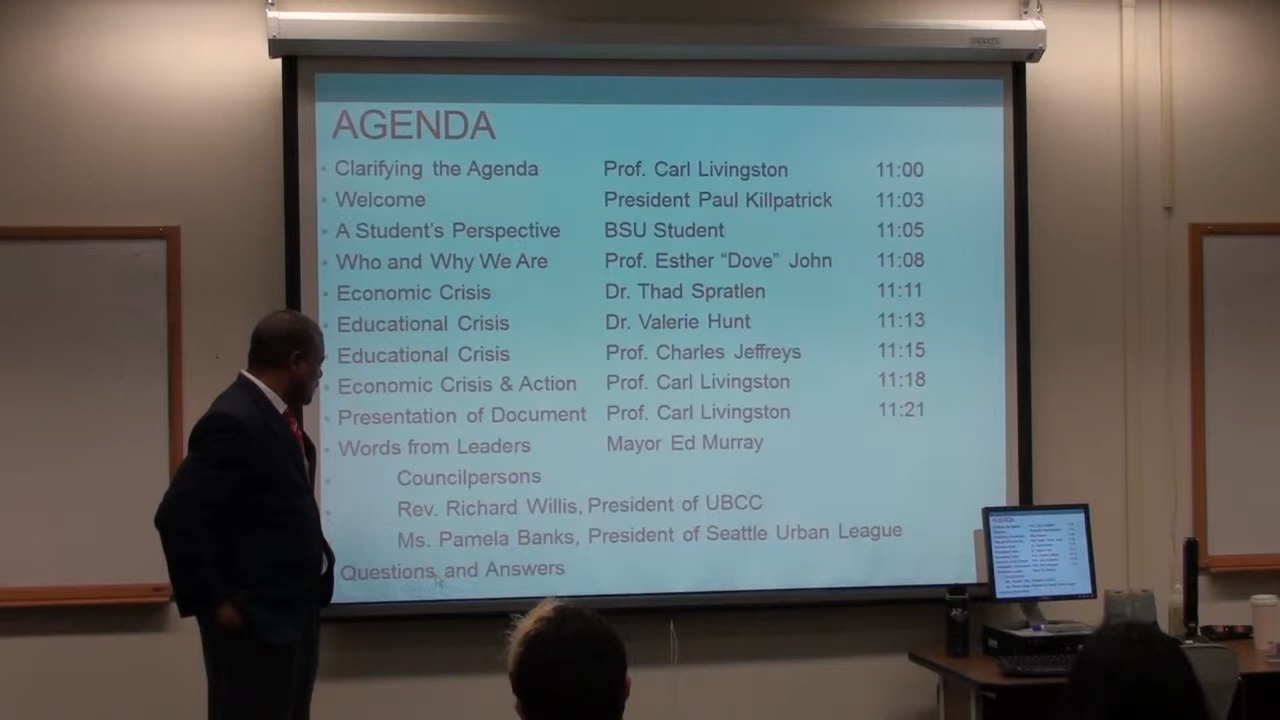 AGENDA
Clarifying the Agenda Prof. Carl Livingston 11:00
Welcome President Paul Killpatrick 11:03
A Student's Perspective BSU Student 11:05
Who and Why We Are Prof. Esther "Dove" John 11:08
Economic Crisis Dr. Thad Spratlen 11:11
Educational Crisis Dr. Valerie Hunt 11:13
Educational Crisis Prof. Charles Jeffreys 11:15
Economic Crisis & Action Prof. Carl Livingston 11:18
Presentation of Document Prof. Carl Livingston 11:21
Words from Leaders Mayor Ed Murray
Councilpersons
Rev. Richard Willis, President of UBCC
Ms. Pamela Banks, President of Seattle Urban League
Questions and Answers
AGENDA